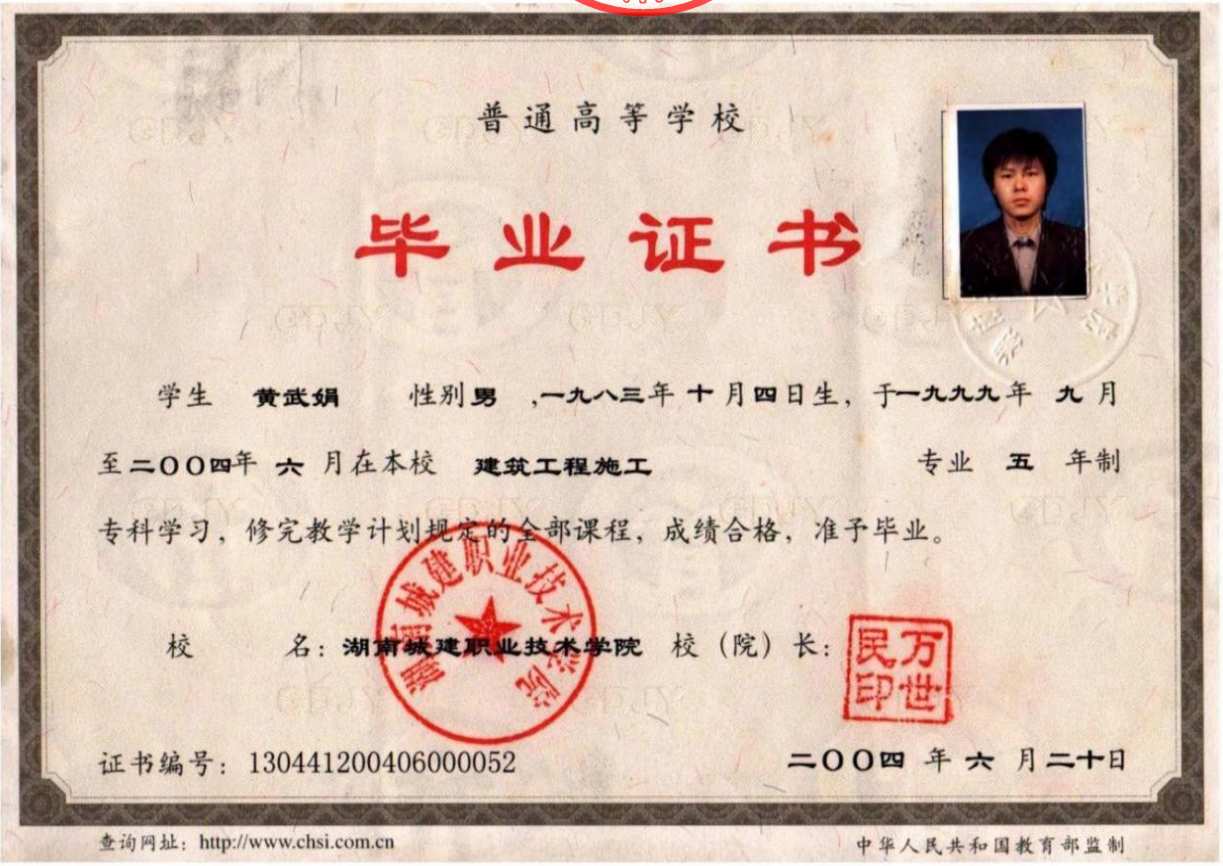 普通高等学校
毕业证书
学生 黄武娟 性别男 ,一九八三年 十月四日生, 于一九九九年 九月
至二〇〇四年 六 月在本校 建筑工程施工 专业 五 年制
专科学习, 修完教学计划规定的全部课程, 成绩合格, 准予毕业。
湖南城建职业技术学院
校 名: 湖南城建职业技术学院 校 (院) 长:
万世民印
证书编号: 130441200406000052
二〇〇四 年 六 月二十日
查询网址: http://www.chsi.com.cn
中华人民共和国教育部监制